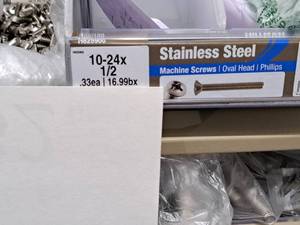 10-24x
1/2
.33ea | 16.99bx
Stainless Steel
Machine Screws | Oval Head / Phillips